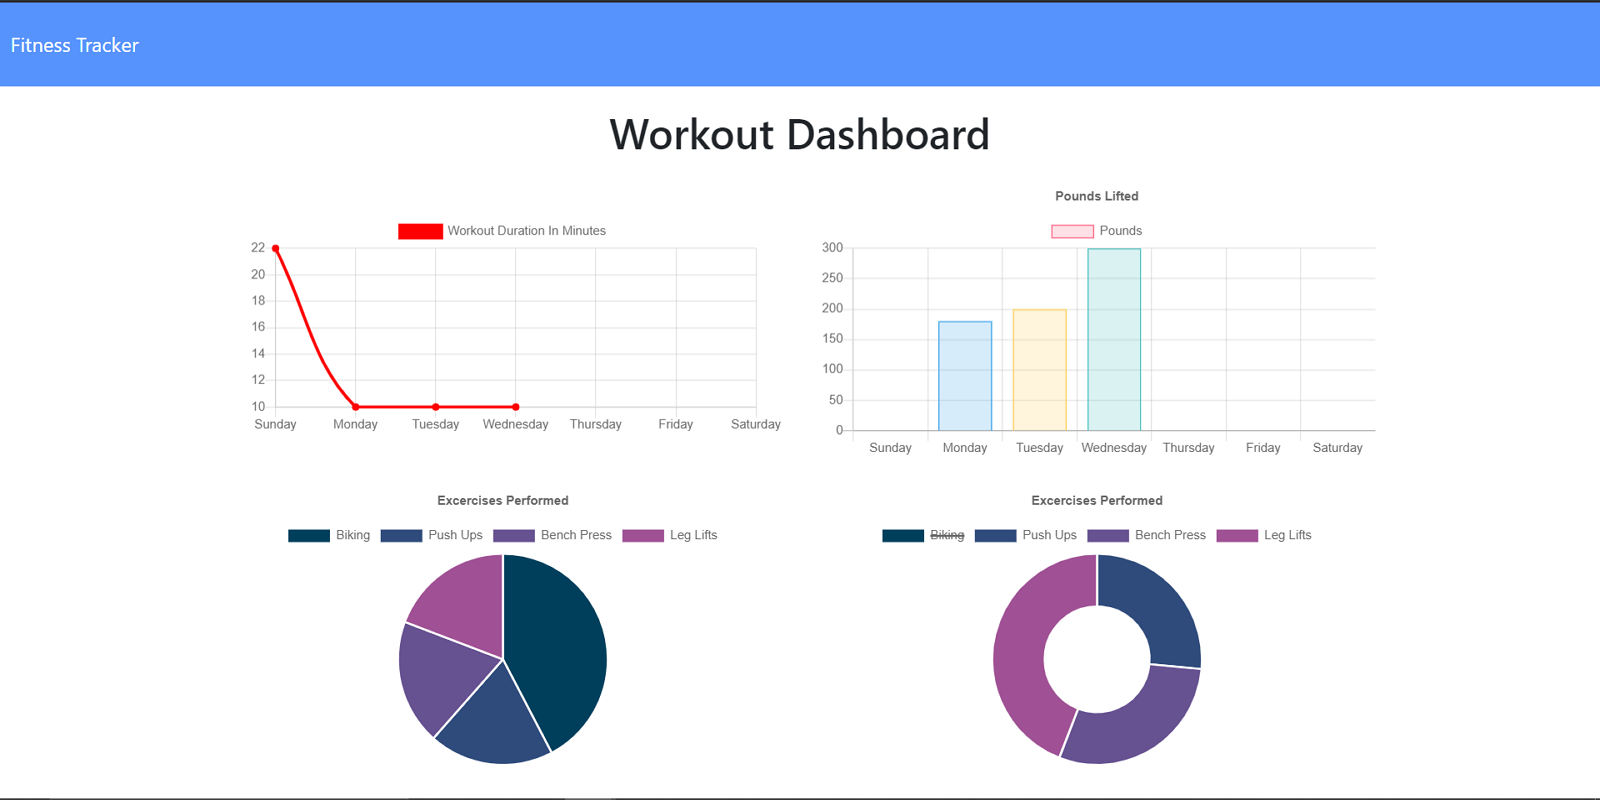 Fitness Tracker
Workout Dashboard
Workout Duration In Minutes
22
20
18
16
14
12
10
Sunday Monday Tuesday Wednesday Thursday Friday Saturday
Pounds Lifted
Pounds
300
250
200
150
100
50
0
Sunday Monday Tuesday Wednesday Thursday Friday Saturday
Excercises Performed
Biking Push Ups Bench Press Leg Lifts
Excercises Performed
Biking Push Ups Bench Press Leg Lifts